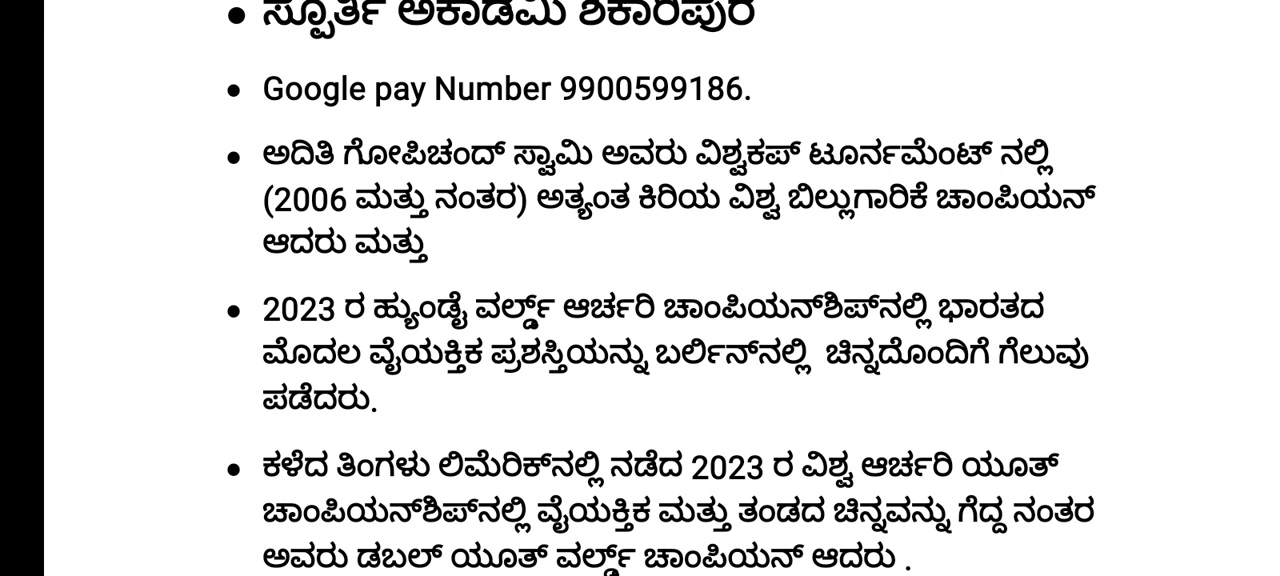 • ಸ್ಪೂರ್ತಿ ಅಕಾಡೆಮಿ ಶಿಕಾರಿಪುರ
• Google pay Number 9900599186.
• ಅದಿತಿ ಗೋಪಿಚಂದ್ ಸ್ವಾಮಿ ಅವರು ವಿಶ್ವಕಪ್ ಟೂರ್ನಮೆಂಟ್ ನಲ್ಲಿ
(2006 ಮತ್ತು ನಂತರ) ಅತ್ಯಂತ ಕಿರಿಯ ವಿಶ್ವ ಬಿಲ್ಲುಗಾರಿಕೆ ಚಾಂಪಿಯನ್
ಆದರು ಮತ್ತು
• 2023 ರ ಹ್ಯುಂಡೈ ವರ್ಲ್ಡ್ ಆರ್ಚರಿ ಚಾಂಪಿಯನ್‌ಶಿಪ್‌ನಲ್ಲಿ ಭಾರತದ
ಮೊದಲ ವೈಯಕ್ತಿಕ ಪ್ರಶಸ್ತಿಯನ್ನು ಬರ್ಲಿನ್‌ನಲ್ಲಿ ಚಿನ್ನದೊಂದಿಗೆ ಗೆಲುವು
ಪಡೆದರು.
• ಕಳೆದ ತಿಂಗಳು ಲಿಮೆರಿಕ್‌ನಲ್ಲಿ ನಡೆದ 2023 ರ ವಿಶ್ವ ಆರ್ಚರಿ ಯೂತ್
ಚಾಂಪಿಯನ್‌ಶಿಪ್‌ನಲ್ಲಿ ವೈಯಕ್ತಿಕ ಮತ್ತು ತಂಡದ ಚಿನ್ನವನ್ನು ಗೆದ್ದ ನಂತರ
ಅವರು ಡಬಲ್ ಯೂತ್ ವರ್ಲ್ಡ್ ಚಾಂಪಿಯನ್ ಆದರು .